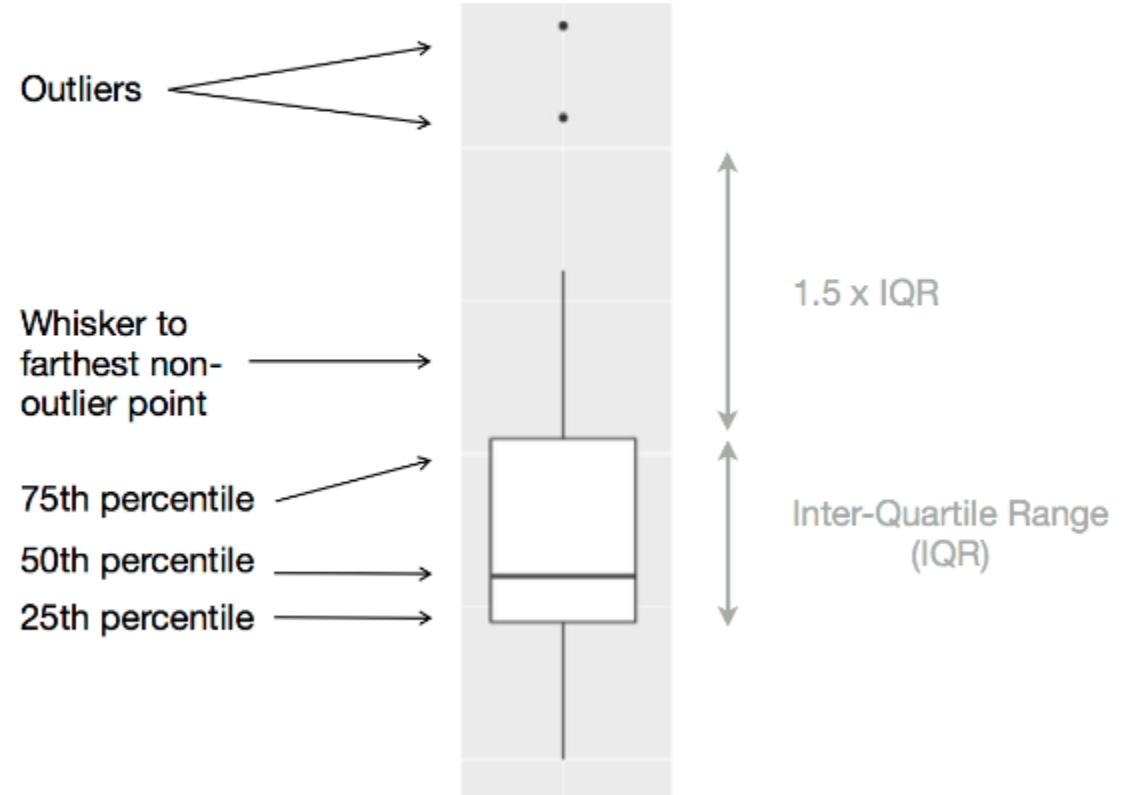 Outliers
Whisker to
farthest non-
outlier point
75th percentile
50th percentile
25th percentile
1.5 x IQR
Inter-Quartile Range
(IQR)